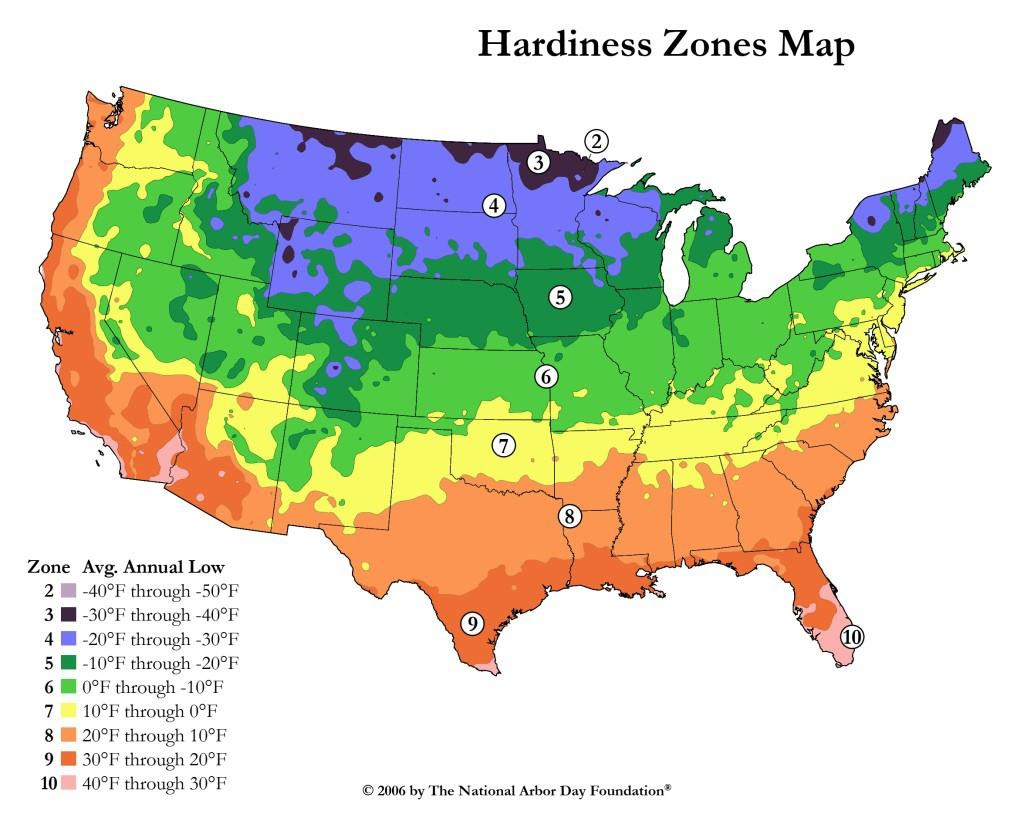 Hardiness Zones Map
2
3
4
5
6
7
8
9
10
Zone Avg. Annual Low
2 -40°F through -50°F
3 -30°F through -40°F
4 -20°F through -30°F
5 -10°F through -20°F
6 0°F through -10°F
7 10°F through 0°F
8 20°F through 10°F
9 30°F through 20°F
10 40°F through 30°F
© 2006 by The National Arbor Day Foundation®